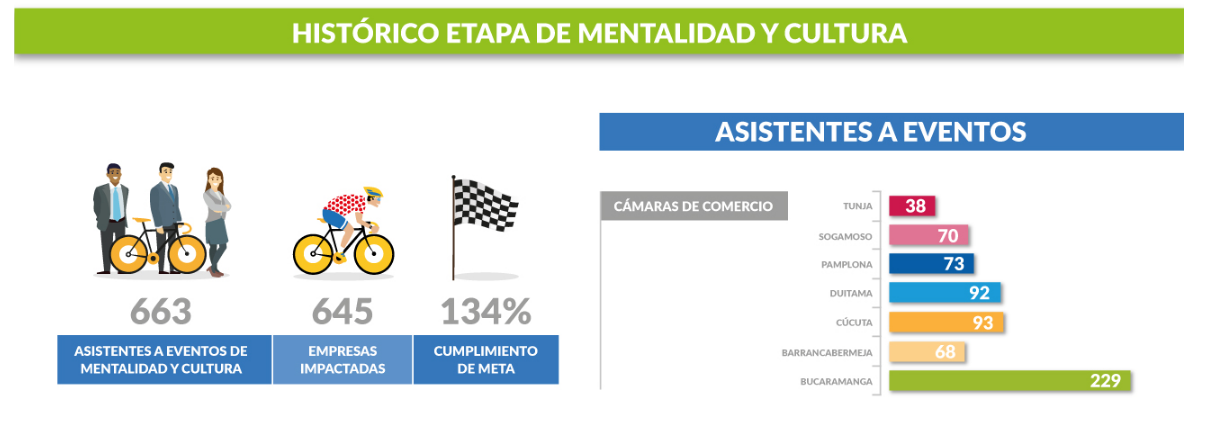 HISTÓRICO ETAPA DE MENTALIDAD Y CULTURA
663
ASISTENTES A EVENTOS DE
MENTALIDAD Y CULTURA
645
EMPRESAS
IMPACTADAS
134%
CUMPLIMIENTO
DE META
ASISTENTES A EVENTOS
CÁMARAS DE COMERCIO
TUNJA 38
SOGAMOSO 70
PAMPLONA 73
DUITAMA 92
CÚCUTA 93
BARRANCABERMEJA 68
BUCARAMANGA 229